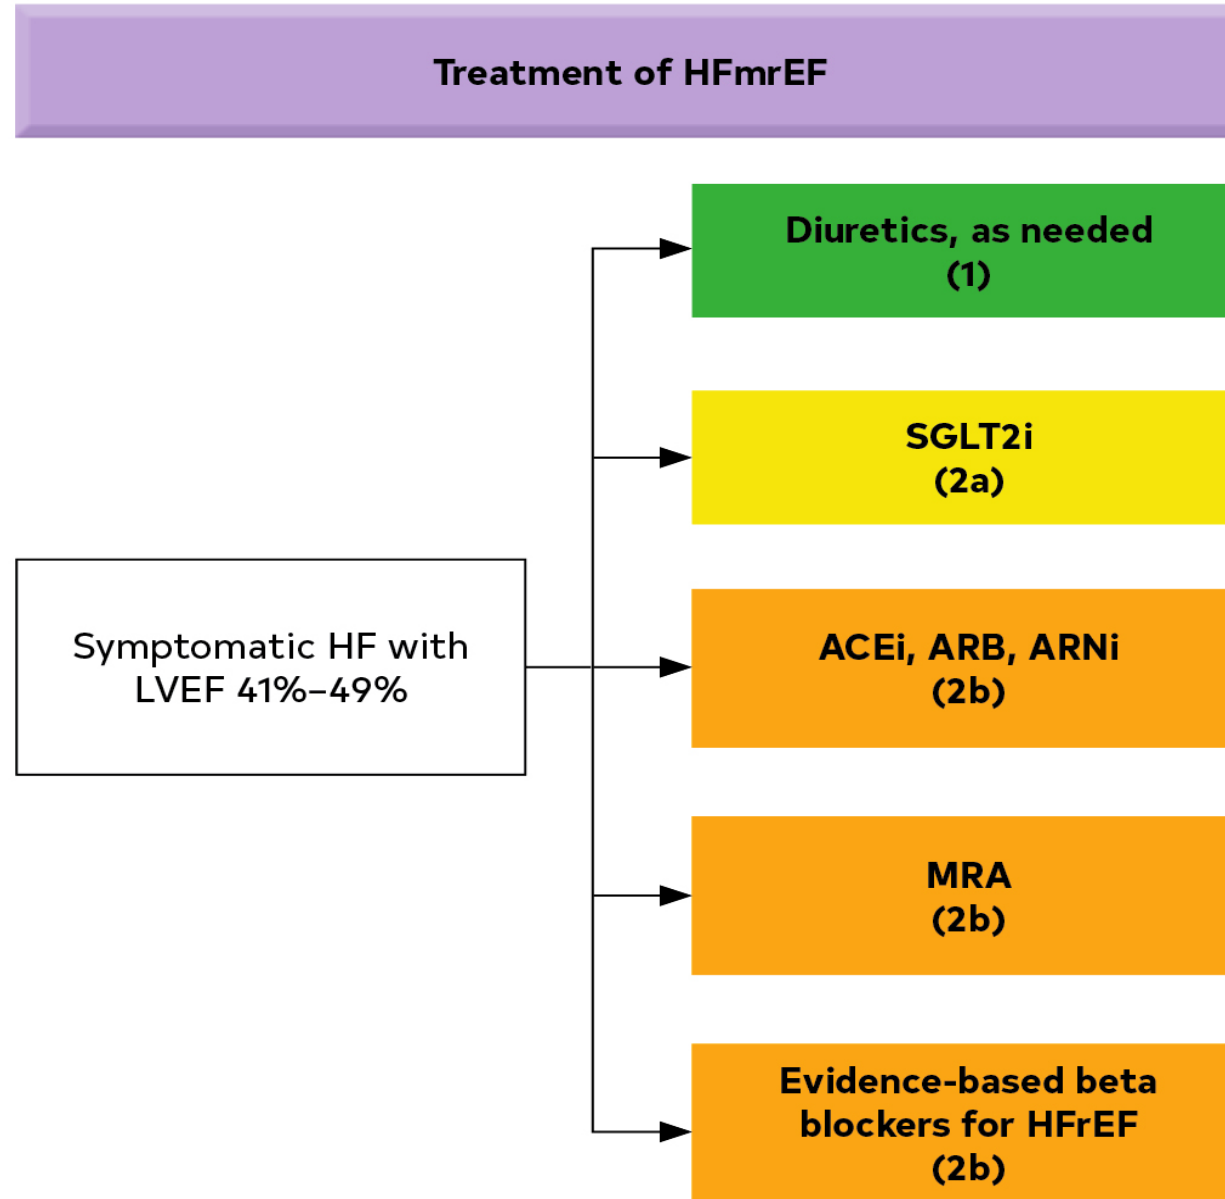 Treatment of HFmrEF
Diuretics, as needed
(1)
SGLT2i
(2a)
Symptomatic HF with
LVEF 41%–49%
ACEi, ARB, ARNi
(2b)
MRA
(2b)
Evidence-based beta
blockers for HFrEF
(2b)